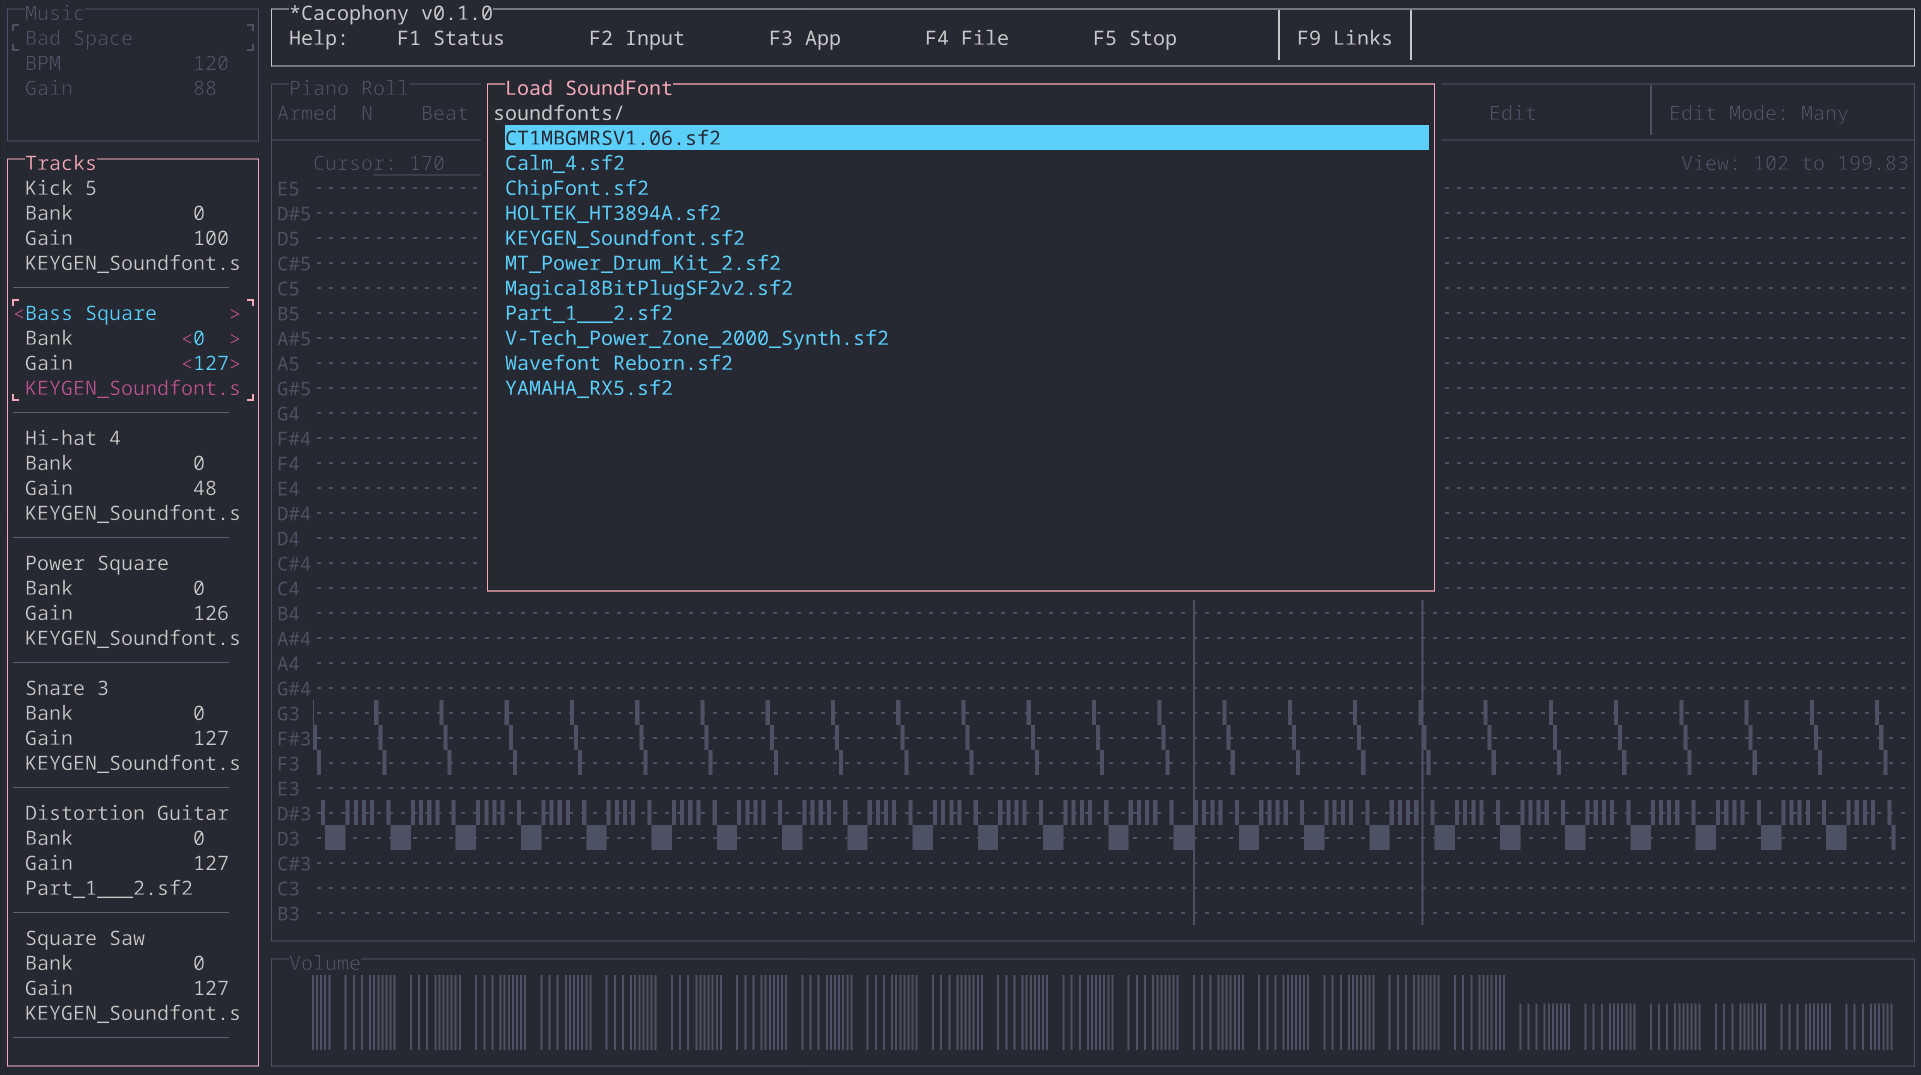 Music
Bad Space
BPM 120
Gain 88
*Cacophony v0.1.0
Help: F1 Status F2 Input F3 App F4 File F5 Stop F9 Links
Tracks
Kick 5
Bank 0
Gain 100
KEYGEN_Soundfont.s
<Bass Square >
Bank <0 >
Gain <127>
KEYGEN_Soundfont.s
Hi-hat 4
Bank 0
Gain 48
KEYGEN_Soundfont.s
Power Square
Bank 0
Gain 126
KEYGEN_Soundfont.s
Snare 3
Bank 0
Gain 127
KEYGEN_Soundfont.s
Distortion Guitar
Bank 0
Gain 127
Part_1___2.sf2
Square Saw
Bank 0
Gain 127
KEYGEN_Soundfont.s
Piano Roll
Armed N Beat Edit Edit Mode: Many
Cursor: 170 View: 102 to 199.83
Load SoundFont
soundfonts/
CT1MBGMRSV1.06.sf2
Calm_4.sf2
ChipFont.sf2
HOLTEK_HT3894A.sf2
KEYGEN_Soundfont.sf2
MT_Power_Drum_Kit_2.sf2
Magical8BitPlugSF2v2.sf2
Part_1___2.sf2
V-Tech_Power_Zone_2000_Synth.sf2
Wavefont Reborn.sf2
YAMAHA_RX5.sf2
E5
D#5
D5
C#5
C5
B5
A#5
A5
G#5
G4
F#4
F4
E4
D#4
D4
C#4
C4
B4
A#4
A4
G#4
G3
F#3
F3
E3
D#3
D3
C#3
C3
B3
Volume